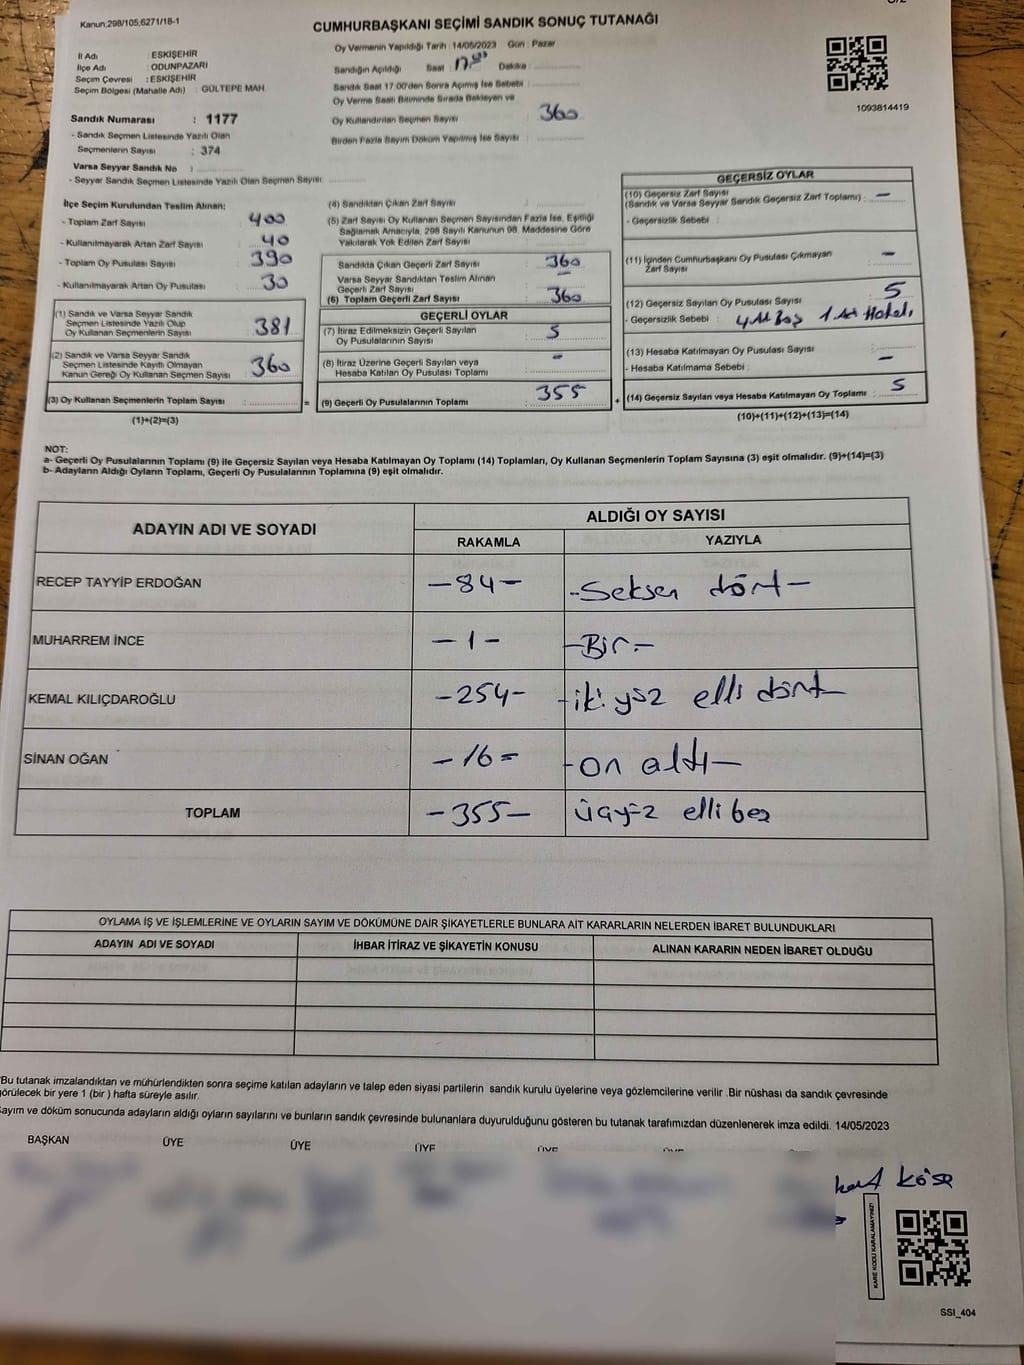 Kanun;298/105;6271/18-1
CUMHURBAŞKANI SEÇİMİ SANDIK SONUÇ TUTANAĞI
İl Adı : ESKİŞEHİR
İlçe Adı : ODUNPAZARI
Seçim Çevresi : ESKİŞEHİR
Seçim Bölgesi (Mahalle Adı) : GÜLTEPE MAH.
Sandık Numarası : 1177
- Sandık Seçmen Listesinde Yazılı Olan
Seçmenlerin Sayısı : 374
Varsa Seyyar Sandık No :
- Seyyar Sandık Seçmen Listesinde Yazılı Olan Seçmen Sayısı:
Oy Vermenin Yapıldığı Tarih : 14/05/2023 Gün : Pazar
Sandığın Açıldığı Saat : Dakika :
Sandık Saat 17.00'den Sonra Açılmış İse Sebebi :
Oy Verme Saati Bitiminde Sırada Bekleyen ve
Oy Kullandırılan Seçmen Sayısı : 360
Birden Fazla Sayım Döküm Yapılmış İse Sayısı :
1093814419
İlçe Seçim Kurulundan Teslim Alınan;
- Toplam Zarf Sayısı : 400
- Kullanılmayarak Artan Zarf Sayısı : 40
- Toplam Oy Pusulası Sayısı : 390
- Kullanılmayarak Artan Oy Pusulası : 30
(1) Sandık ve Varsa Seyyar Sandık
Seçmen Listesinde Yazılı Olup
Oy Kullanan Seçmenlerin Sayısı : 381
(2) Sandık ve Varsa Seyyar Sandık
Seçmen Listesinde Kayıtlı Olmayan
Kanun Gereği Oy Kullanan Seçmen Sayısı : 360
(3) Oy Kullanan Seçmenlerin Toplam Sayısı :
(1)+(2)=(3)
(4) Sandıktan Çıkan Zarf Sayısı :
(5) Zarf Sayısı Oy Kullanan Seçmen Sayısından Fazla İse, Eşitliği
Sağlamak Amacıyla, 298 Sayılı Kanunun 98. Maddesine Göre
Yakılarak Yok Edilen Zarf Sayısı :
Sandıkta Çıkan Geçerli Zarf Sayısı : 360
Varsa Seyyar Sandıktan Teslim Alınan
Geçerli Zarf Sayısı : –
(6) Toplam Geçerli Zarf Sayısı : 360
GEÇERLİ OYLAR
(7) İtiraz Edilmeksizin Geçerli Sayılan
Oy Pusulalarının Sayısı : 5
(8) İtiraz Üzerine Geçerli Sayılan veya
Hesaba Katılan Oy Pusulası Toplamı : -
= (9) Geçerli Oy Pusulalarının Toplamı : 355
GEÇERSİZ OYLAR
(10) Geçersiz Zarf Sayısı
(Sandık ve Varsa Seyyar Sandık Geçersiz Zarf Toplamı) : –
- Geçersizlik Sebebi :
(11) İçinden Cumhurbaşkanı Oy Pusulası Çıkmayan
Zarf Sayısı : –
(12) Geçersiz Sayılan Oy Pusulası Sayısı : 5
- Geçersizlik Sebebi : 4 Ad Boş 1 Ad Hatalı
(13) Hesaba Katılmayan Oy Pusulası Sayısı :
- Hesaba Katılmama Sebebi : –
+ (14) Geçersiz Sayılan veya Hesaba Katılmayan Oy Toplamı : 5
(10)+(11)+(12)+(13)=(14)
NOT:
a- Geçerli Oy Pusulalarının Toplamı (9) ile Geçersiz Sayılan veya Hesaba Katılmayan Oy Toplamı (14) Toplamları, Oy Kullanan Seçmenlerin Toplam Sayısına (3) eşit olmalıdır. (9)+(14)=(3)
b- Adayların Aldığı Oyların Toplamı, Geçerli Oy Pusulalarının Toplamına (9) eşit olmalıdır.
ADAYIN ADI VE SOYADI
ALDIĞI OY SAYISI
RAKAMLA YAZIYLA
RECEP TAYYİP ERDOĞAN -84- -Seksen dört-
MUHARREM İNCE -1- -Bir-
KEMAL KILIÇDAROĞLU -254- -iki yüz elli dört-
SİNAN OĞAN -16- -on altı-
TOPLAM -355- üçyüz elli beş
OYLAMA İŞ VE İŞLEMLERİNE VE OYLARIN SAYIM VE DÖKÜMÜNE DAİR ŞİKAYETLERLE BUNLARA AİT KARARLARIN NELERDEN İBARET BULUNDUKLARI
ADAYIN ADI VE SOYADI İHBAR İTİRAZ VE ŞİKAYETİN KONUSU ALINAN KARARIN NEDEN İBARET OLDUĞU
Bu tutanak imzalandıktan ve mühürlendikten sonra seçime katılan adayların ve talep eden siyasi partilerin sandık kurulu üyelerine veya gözlemcilerine verilir .Bir nüshası da sandık çevresinde
görülecek bir yere 1 (bir ) hafta süreyle asılır.
Sayım ve döküm sonucunda adayların aldığı oyların sayılarını ve bunların sandık çevresinde bulunanlara duyurulduğunu gösteren bu tutanak tarafımızdan düzenlenerek imza edildi. 14/05/2023
BAŞKAN ÜYE ÜYE ÜYE ÜYE ÜYE
Köse
KARE KODU KARALAMAYINIZ!
SSI_404